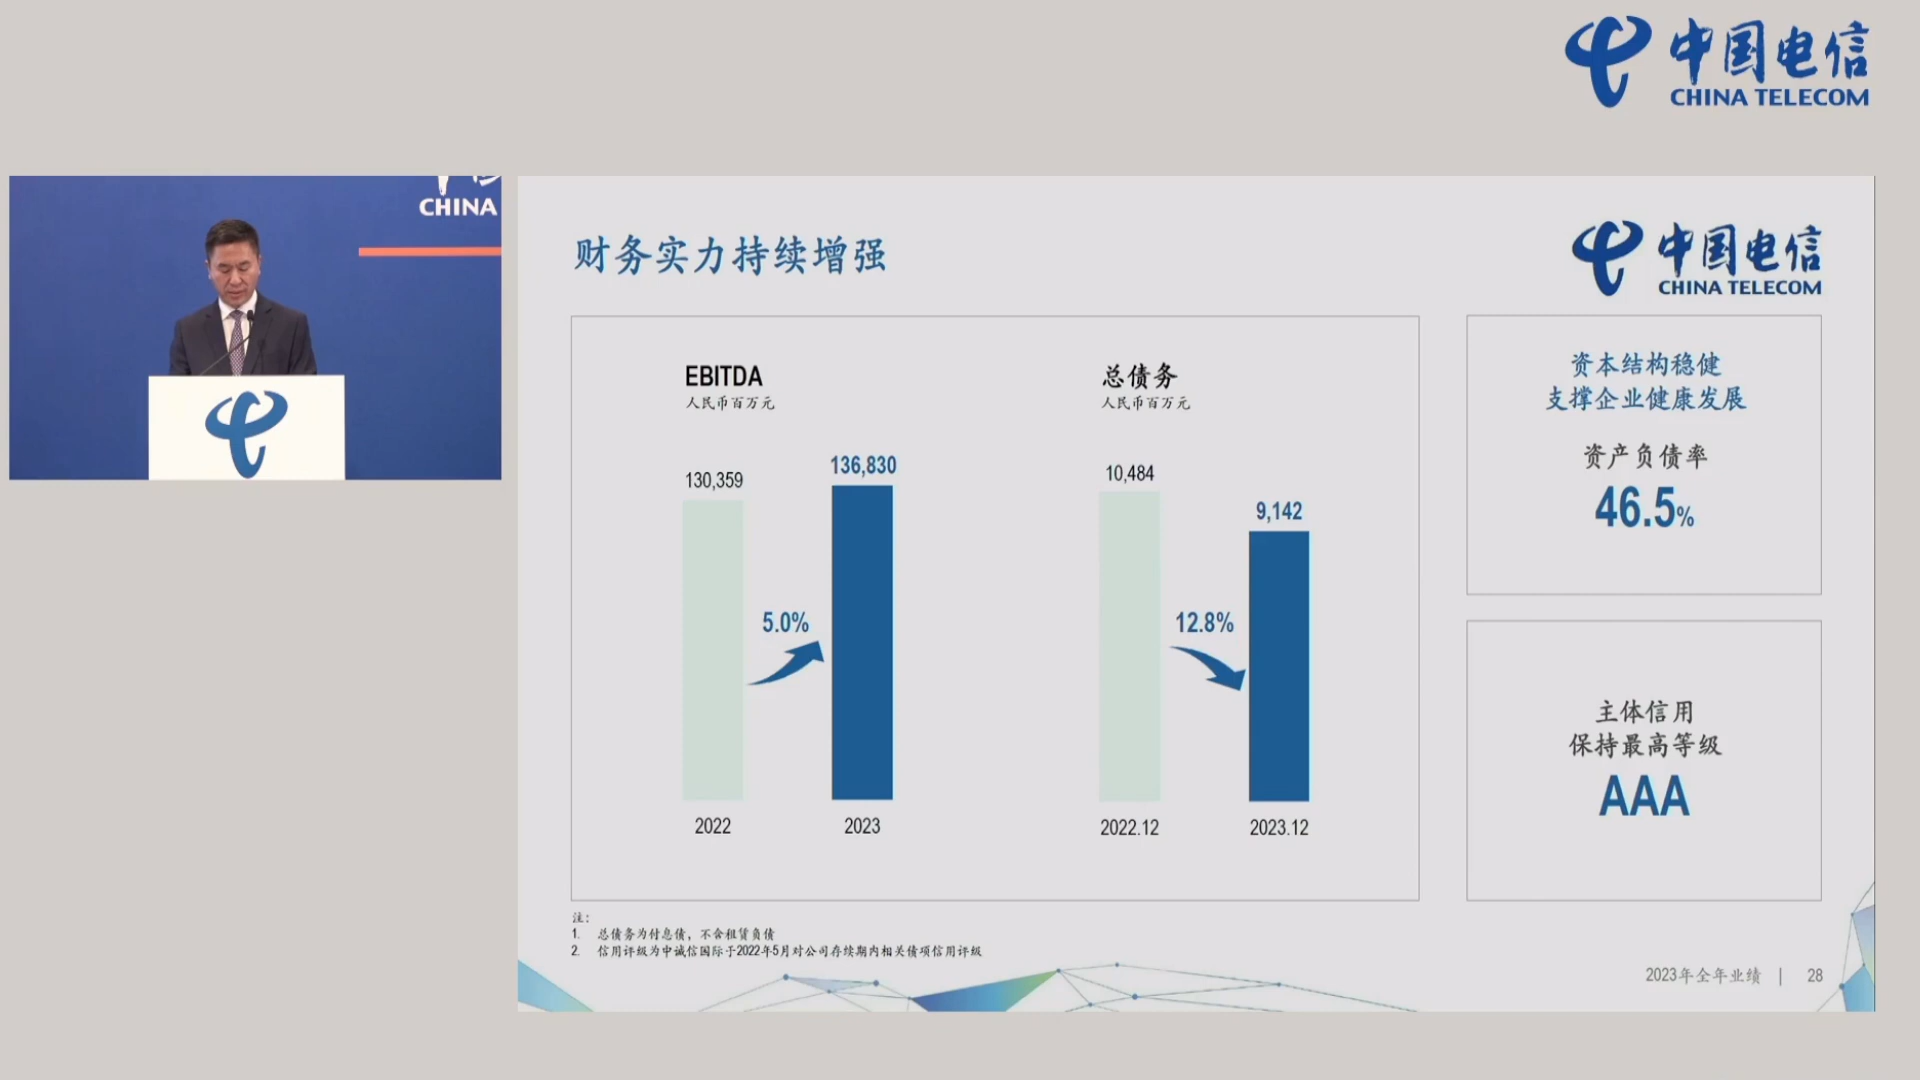 中国电信
CHINA TELECOM
CHINA
财务实力持续增强
中国电信
CHINA TELECOM
EBITDA
人民币百万元
130,359
136,830
5.0%
2022
2023
总债务
人民币百万元
10,484
9,142
12.8%
2022.12
2023.12
资本结构稳健
支撑企业健康发展
资产负债率
46.5%
主体信用
保持最高等级
AAA
注：
1. 总债务为付息债，不含租赁负债
2. 信用评级为中诚信国际于2022年5月对公司存续期内相关债项信用评级
2023年全年业绩 | 28